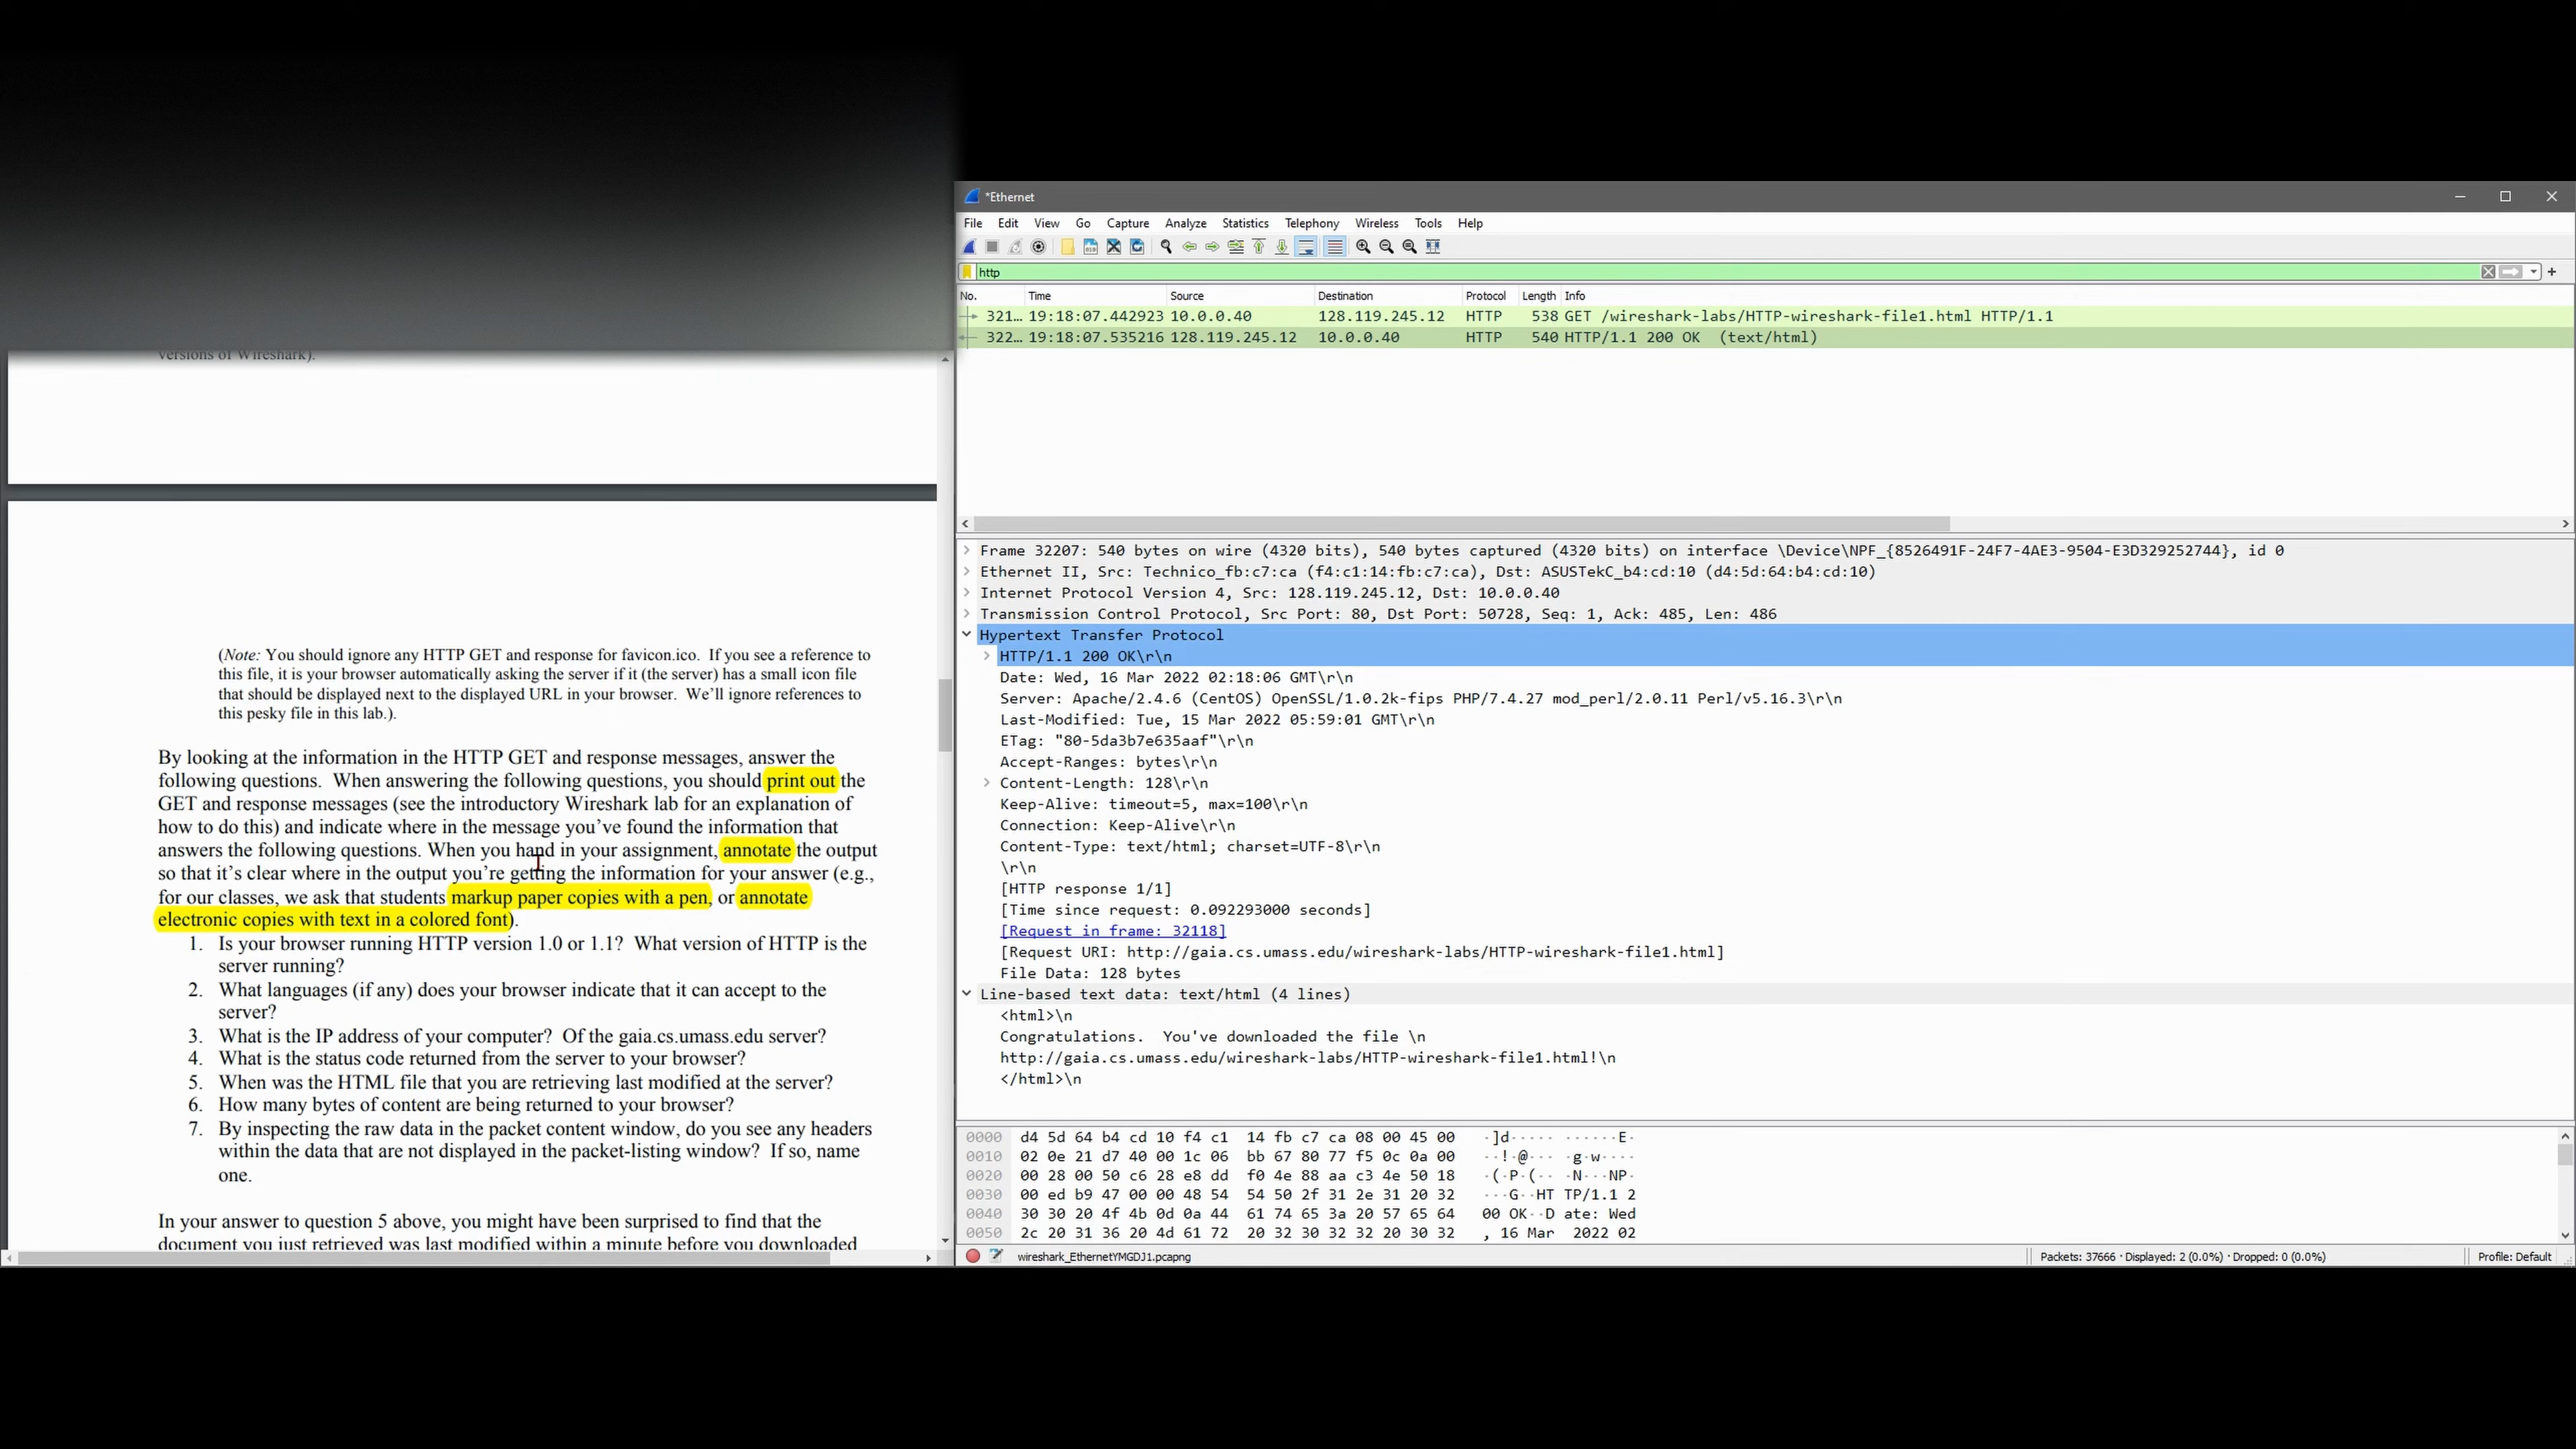 versions of Wireshark).
(Note: You should ignore any HTTP GET and response for favicon.ico. If you see a reference to
this file, it is your browser automatically asking the server if it (the server) has a small icon file
that should be displayed next to the displayed URL in your browser. We'll ignore references to
this pesky file in this lab.).
By looking at the information in the HTTP GET and response messages, answer the
following questions. When answering the following questions, you should print out the
GET and response messages (see the introductory Wireshark lab for an explanation of
how to do this) and indicate where in the message you've found the information that
answers the following questions. When you hand in your assignment, annotate the output
so that it's clear where in the output you're getting the information for your answer (e.g.,
for our classes, we ask that students markup paper copies with a pen, or annotate
electronic copies with text in a colored font).
1. Is your browser running HTTP version 1.0 or 1.1? What version of HTTP is the
server running?
2. What languages (if any) does your browser indicate that it can accept to the
server?
3. What is the IP address of your computer? Of the gaia.cs.umass.edu server?
4. What is the status code returned from the server to your browser?
5. When was the HTML file that you are retrieving last modified at the server?
6. How many bytes of content are being returned to your browser?
7. By inspecting the raw data in the packet content window, do you see any headers
within the data that are not displayed in the packet-listing window? If so, name
one.
In your answer to question 5 above, you might have been surprised to find that the
document you just retrieved was last modified within a minute before you downloaded
*Ethernet
File Edit View Go Capture Analyze Statistics Telephony Wireless Tools Help
http
No. Time Source Destination Protocol Length Info
321… 19:18:07.442923 10.0.0.40 128.119.245.12 HTTP 538 GET /wireshark-labs/HTTP-wireshark-file1.html HTTP/1.1
322… 19:18:07.535216 128.119.245.12 10.0.0.40 HTTP 540 HTTP/1.1 200 OK (text/html)
Frame 32207: 540 bytes on wire (4320 bits), 540 bytes captured (4320 bits) on interface \Device\NPF_{8526491F-24F7-4AE3-9504-E3D329252744}, id 0
Ethernet II, Src: Technico_fb:c7:ca (f4:c1:14:fb:c7:ca), Dst: ASUSTekC_b4:cd:10 (d4:5d:64:b4:cd:10)
Internet Protocol Version 4, Src: 128.119.245.12, Dst: 10.0.0.40
Transmission Control Protocol, Src Port: 80, Dst Port: 50728, Seq: 1, Ack: 485, Len: 486
Hypertext Transfer Protocol
HTTP/1.1 200 OK\r\n
Date: Wed, 16 Mar 2022 02:18:06 GMT\r\n
Server: Apache/2.4.6 (CentOS) OpenSSL/1.0.2k-fips PHP/7.4.27 mod_perl/2.0.11 Perl/v5.16.3\r\n
Last-Modified: Tue, 15 Mar 2022 05:59:01 GMT\r\n
ETag: "80-5da3b7e635aaf"\r\n
Accept-Ranges: bytes\r\n
Content-Length: 128\r\n
Keep-Alive: timeout=5, max=100\r\n
Connection: Keep-Alive\r\n
Content-Type: text/html; charset=UTF-8\r\n
\r\n
[HTTP response 1/1]
[Time since request: 0.092293000 seconds]
[Request in frame: 32118]
[Request URI: http://gaia.cs.umass.edu/wireshark-labs/HTTP-wireshark-file1.html]
File Data: 128 bytes
Line-based text data: text/html (4 lines)
<html>\n
Congratulations. You've downloaded the file \n
http://gaia.cs.umass.edu/wireshark-labs/HTTP-wireshark-file1.html!\n
</html>\n
0000 d4 5d 64 b4 cd 10 f4 c1 14 fb c7 ca 08 00 45 00 ·]d····· ······E·
0010 02 0e 21 d7 40 00 1c 06 bb 67 80 77 f5 0c 0a 00 ··!·@··· ·g·w····
0020 00 28 00 50 c6 28 e8 dd f0 4e 88 aa c3 4e 50 18 ·(·P·(·· ·N···NP·
0030 00 ed b9 47 00 00 48 54 54 50 2f 31 2e 31 20 32 ···G··HT TP/1.1 2
0040 30 30 20 4f 4b 0d 0a 44 61 74 65 3a 20 57 65 64 00 OK··D ate: Wed
0050 2c 20 31 36 20 4d 61 72 20 32 30 32 32 20 30 32 , 16 Mar 2022 02
wireshark_EthernetYMGDJ1.pcapng Packets: 37666 · Displayed: 2 (0.0%) · Dropped: 0 (0.0%) Profile: Default